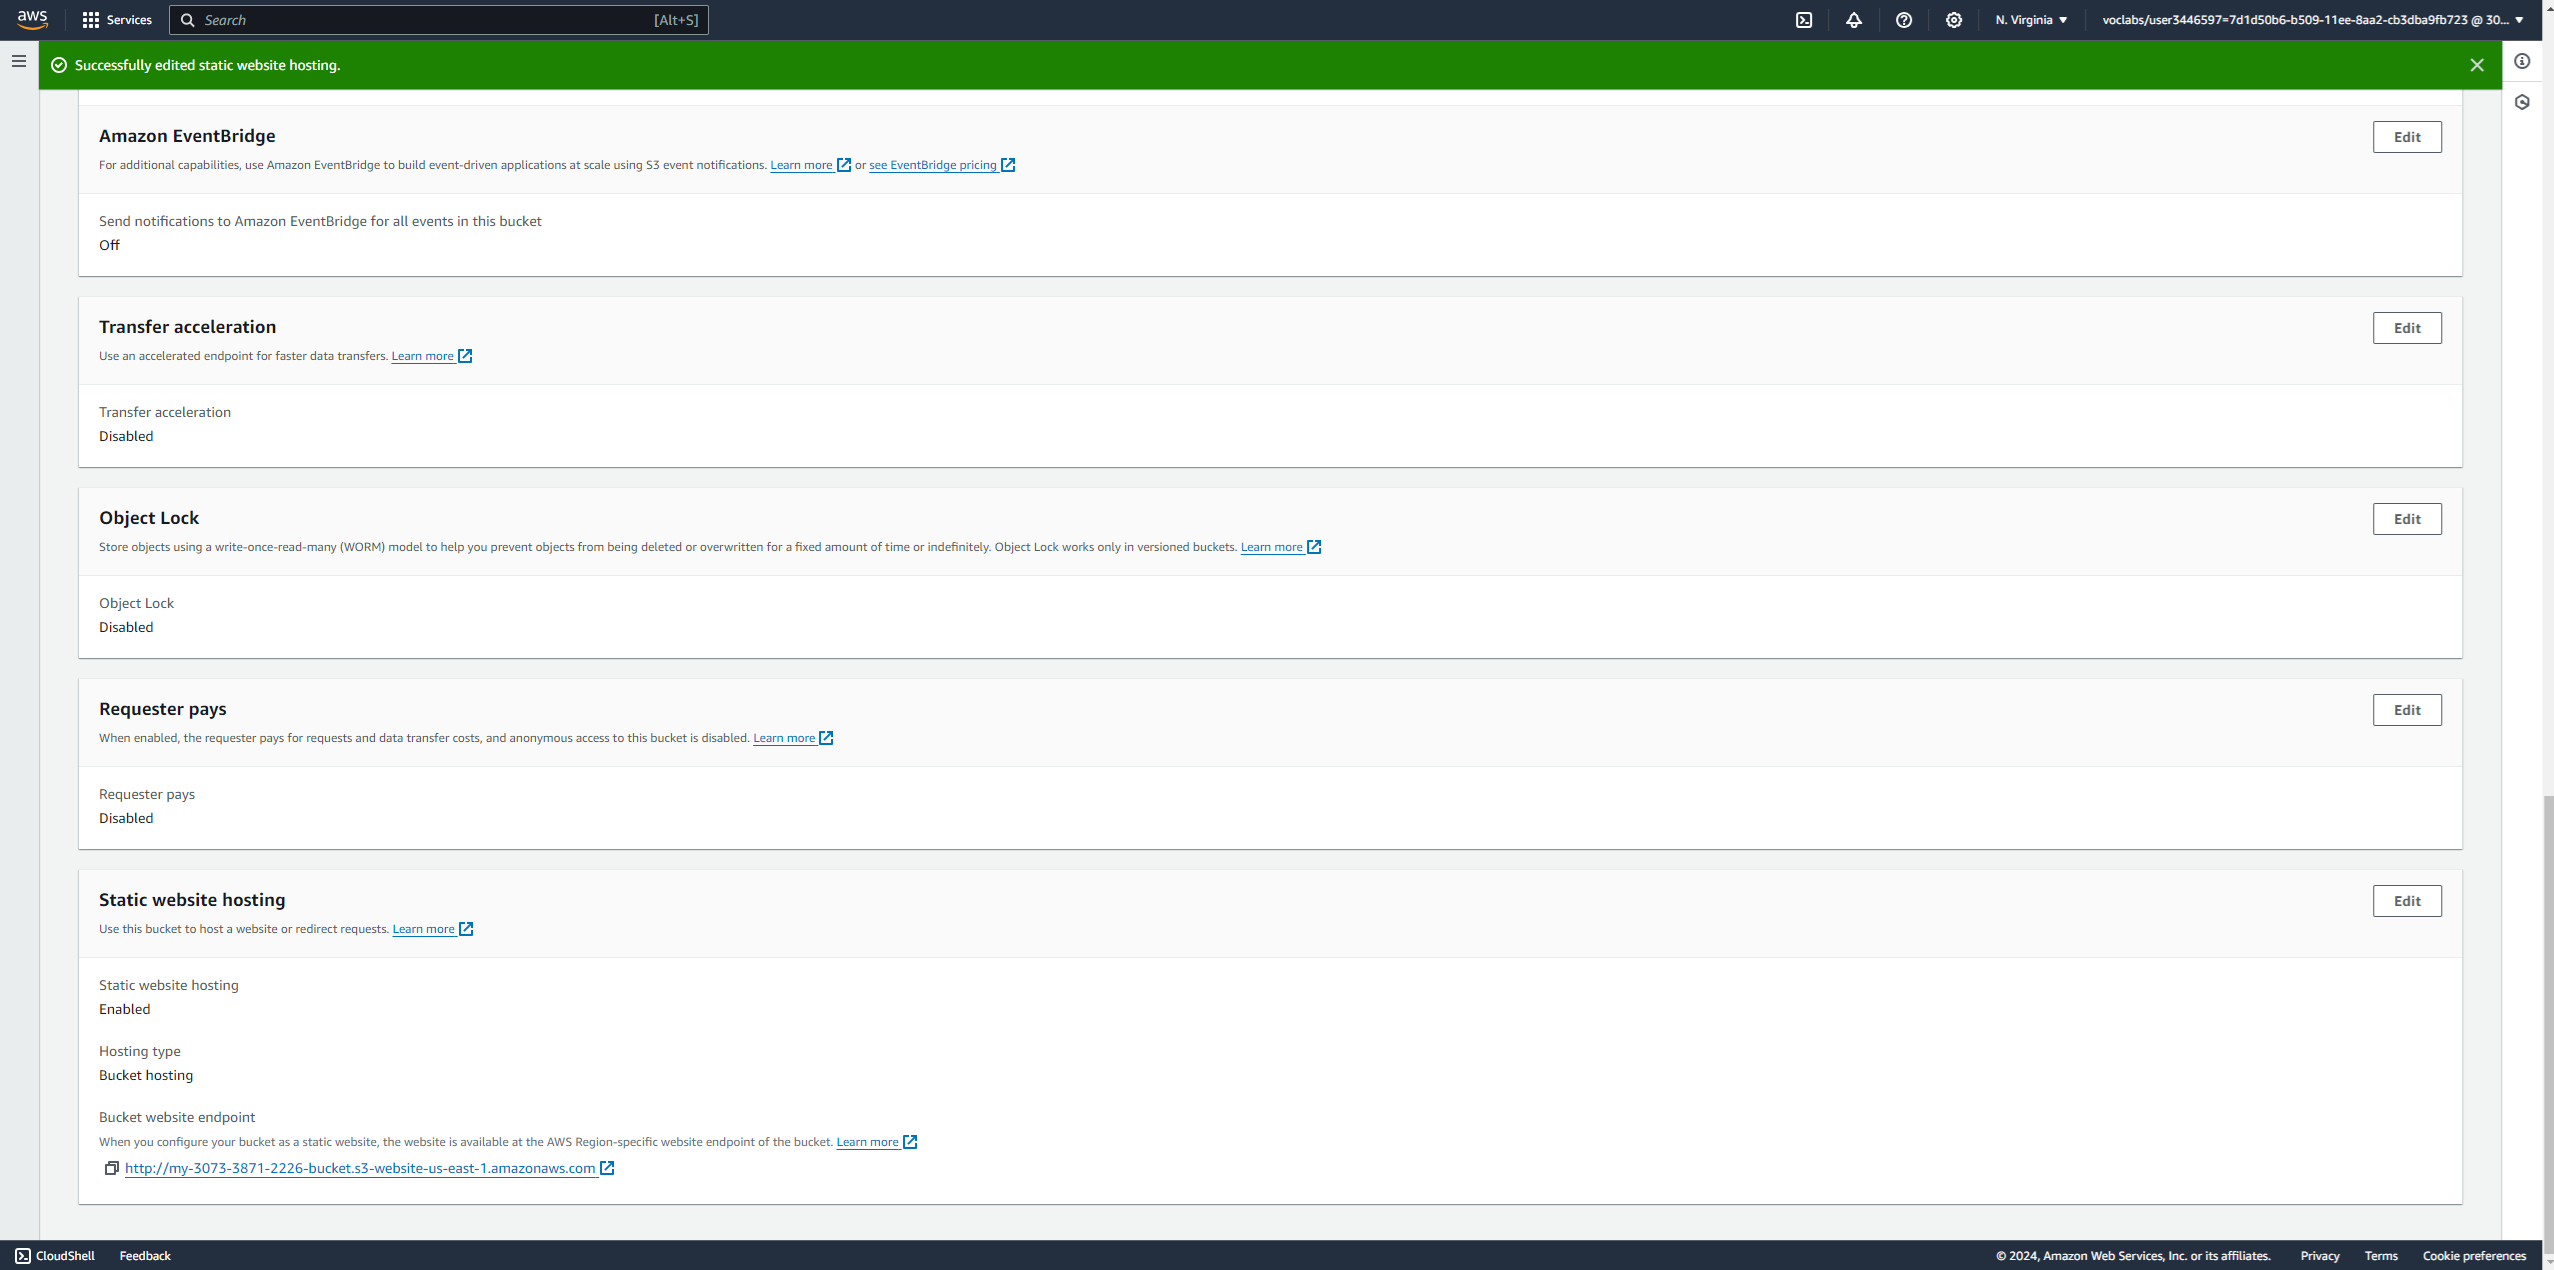 aws
Services
Search [Alt+S]
N. Virginia
voclabs/user3446597=7d1d50b6-b509-11ee-8aa2-cb3dba9fb723 @ 30...
Successfully edited static website hosting.
Amazon EventBridge
Edit
For additional capabilities, use Amazon EventBridge to build event-driven applications at scale using S3 event notifications. Learn more or see EventBridge pricing
Send notifications to Amazon EventBridge for all events in this bucket
Off
Transfer acceleration
Edit
Use an accelerated endpoint for faster data transfers. Learn more
Transfer acceleration
Disabled
Object Lock
Edit
Store objects using a write-once-read-many (WORM) model to help you prevent objects from being deleted or overwritten for a fixed amount of time or indefinitely. Object Lock works only in versioned buckets. Learn more
Object Lock
Disabled
Requester pays
Edit
When enabled, the requester pays for requests and data transfer costs, and anonymous access to this bucket is disabled. Learn more
Requester pays
Disabled
Static website hosting
Edit
Use this bucket to host a website or redirect requests. Learn more
Static website hosting
Enabled
Hosting type
Bucket hosting
Bucket website endpoint
When you configure your bucket as a static website, the website is available at the AWS Region-specific website endpoint of the bucket. Learn more
http://my-3073-3871-2226-bucket.s3-website-us-east-1.amazonaws.com
CloudShell
Feedback
© 2024, Amazon Web Services, Inc. or its affiliates.
Privacy
Terms
Cookie preferences